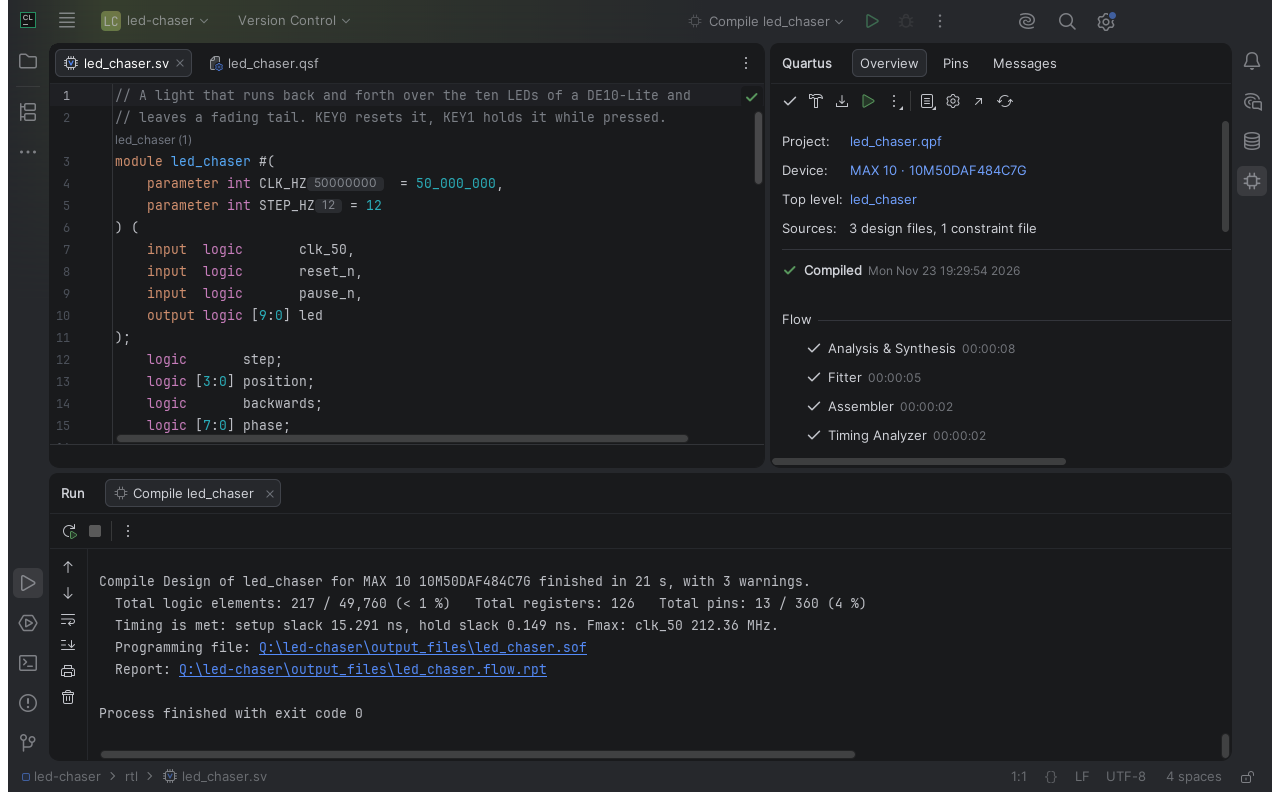 CL
LC led-chaser Version Control Compile led_chaser
led_chaser.sv led_chaser.qsf
1 // A light that runs back and forth over the ten LEDs of a DE10-Lite and
2 // leaves a fading tail. KEY0 resets it, KEY1 holds it while pressed.
led_chaser (1)
3 module led_chaser #(
4 parameter int CLK_HZ 50000000 = 50_000_000,
5 parameter int STEP_HZ 12 = 12
6 ) (
7 input logic clk_50,
8 input logic reset_n,
9 input logic pause_n,
10 output logic [9:0] led
11 );
12 logic step;
13 logic [3:0] position;
14 logic backwards;
15 logic [7:0] phase;
Quartus Overview Pins Messages
Project: led_chaser.qpf
Device: MAX 10 · 10M50DAF484C7G
Top level: led_chaser
Sources: 3 design files, 1 constraint file
Compiled Mon Nov 23 19:29:54 2026
Flow
Analysis & Synthesis 00:00:08
Fitter 00:00:05
Assembler 00:00:02
Timing Analyzer 00:00:02
Run Compile led_chaser
Compile Design of led_chaser for MAX 10 10M50DAF484C7G finished in 21 s, with 3 warnings.
Total logic elements: 217 / 49,760 (< 1 %) Total registers: 126 Total pins: 13 / 360 (4 %)
Timing is met: setup slack 15.291 ns, hold slack 0.149 ns. Fmax: clk_50 212.36 MHz.
Programming file: Q:\led-chaser\output_files\led_chaser.sof
Report: Q:\led-chaser\output_files\led_chaser.flow.rpt
Process finished with exit code 0
led-chaser > rtl > led_chaser.sv 1:1 {} LF UTF-8 4 spaces